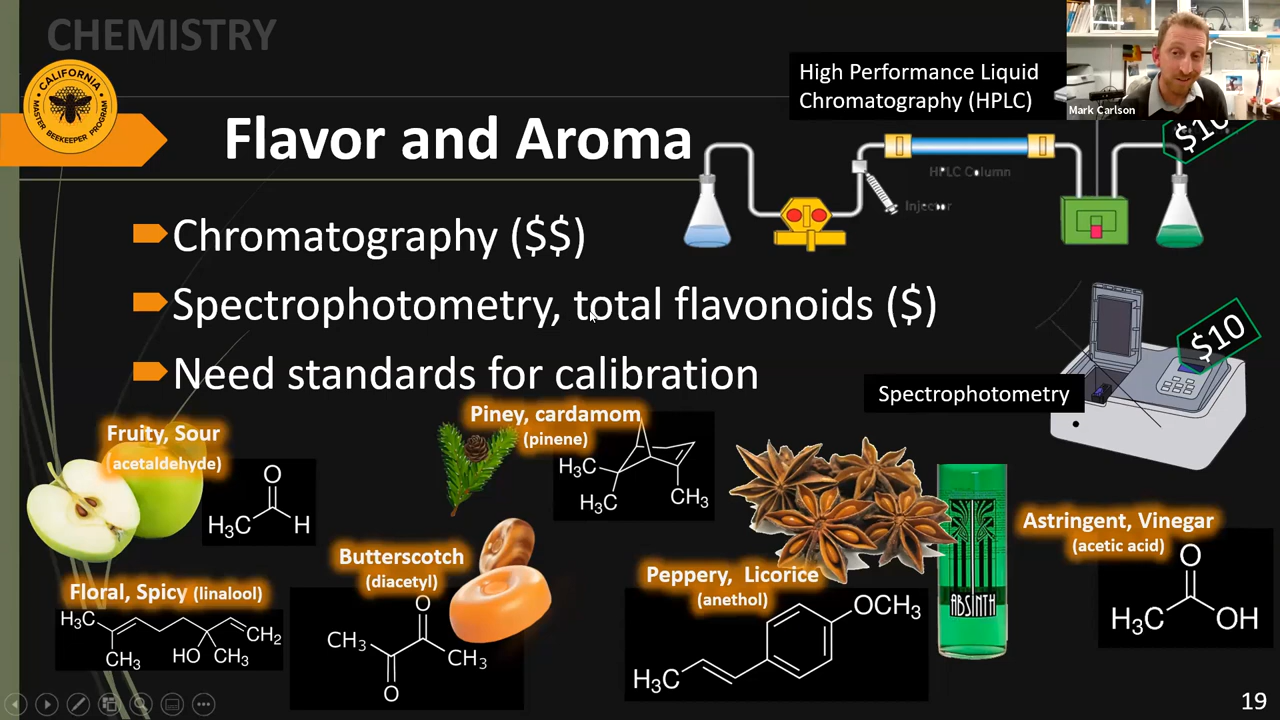 CHEMISTRY
CALIFORNIA
MASTER BEEKEEPER PROGRAM
Flavor and Aroma
High Performance Liquid
Chromatography (HPLC)
Mark Carlson
HPLC Column
Injector
Chromatography ($$)
Spectrophotometry, total flavonoids ($)
Need standards for calibration
Spectrophotometry
$10
Fruity, Sour
(acetaldehyde)
O
H₃C
H
Piney, cardamom
(pinene)
H₃C
H₃C
CH₃
Astringent, Vinegar
(acetic acid)
O
H₃C
OH
Floral, Spicy (linalool)
H₃C
CH₂
CH₃
HO
CH₃
Butterscotch
(diacetyl)
O
CH₃
CH₃
O
Peppery, Licorice
(anethol)
OCH₃
H₃C
ABSINTH
19